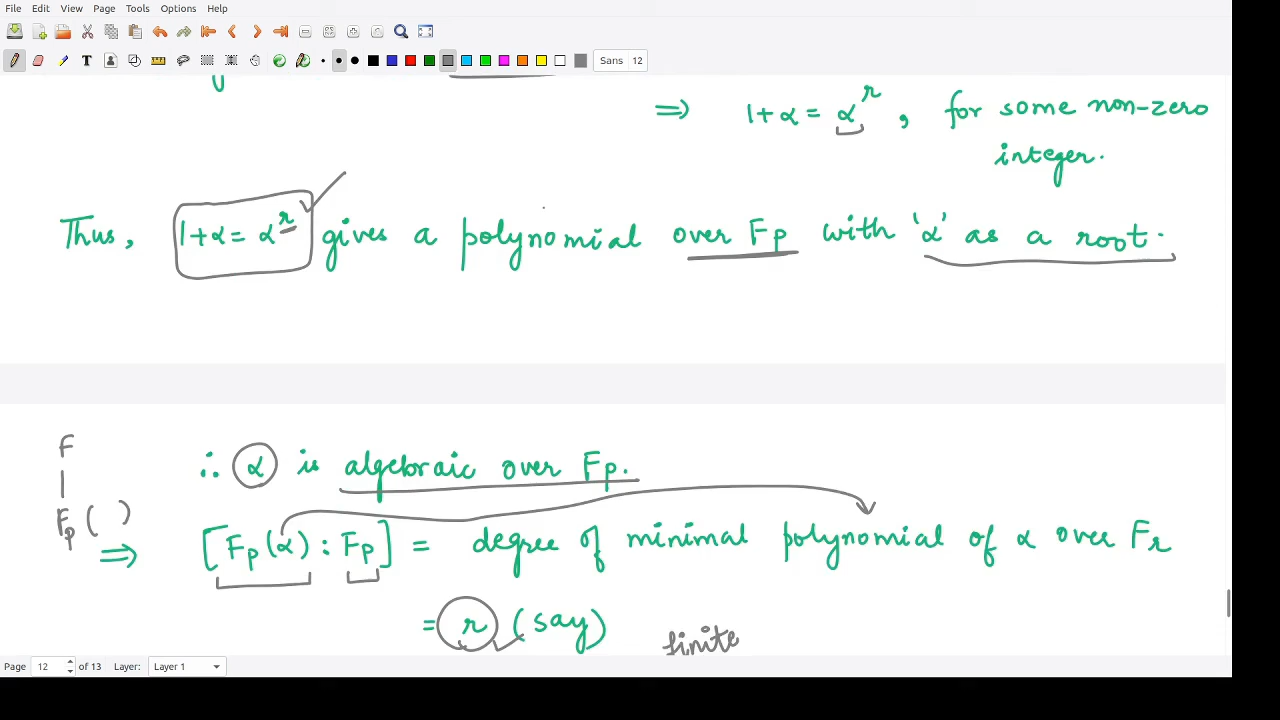 File Edit View Page Tools Options Help
T Sans 12
⇒ 1+α = α^r, for some non-zero
integer.
Thus, 1+α = α^r gives a polynomial over Fp with 'α' as a root.
F
∴ α is algebraic over Fp.
Fp( )
⇒ [Fp(α) : Fp] = degree of minimal polynomial of α over Fr
= r (say)
finite
Page 12 of 13 Layer: Layer 1